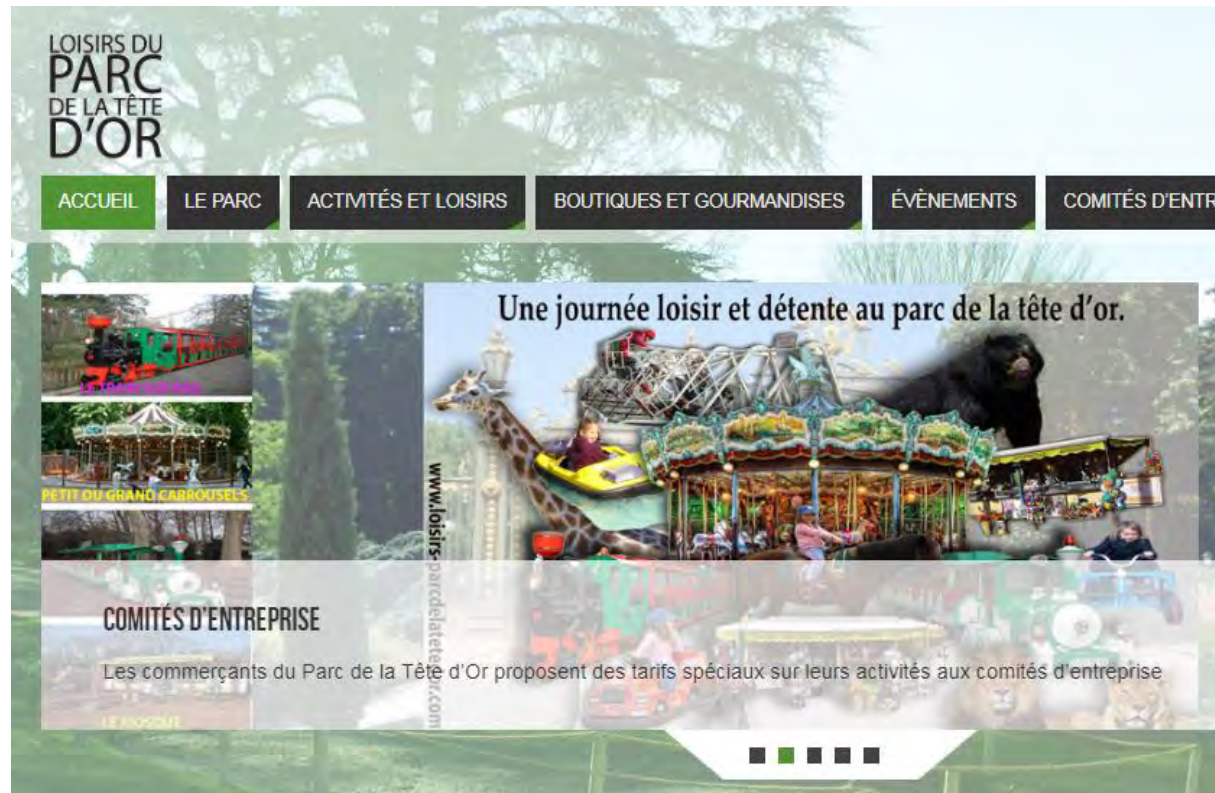 LOISIRS DU
PARC
DE LA TÊTE
D'OR
ACCUEIL
LE PARC
ACTIVITÉS ET LOISIRS
BOUTIQUES ET GOURMANDISES
ÉVÈNEMENTS
COMITÉS D'ENTR
Une journée loisir et détente au parc de la tête d'or.
PETIT OU GRAND CARROUSELS
www.loisirs-parcdelatetedor.com
COMITÉS D'ENTREPRISE
Les commerçants du Parc de la Tête d'Or proposent des tarifs spéciaux sur leurs activités aux comités d'entreprise
LE KIOSQUE